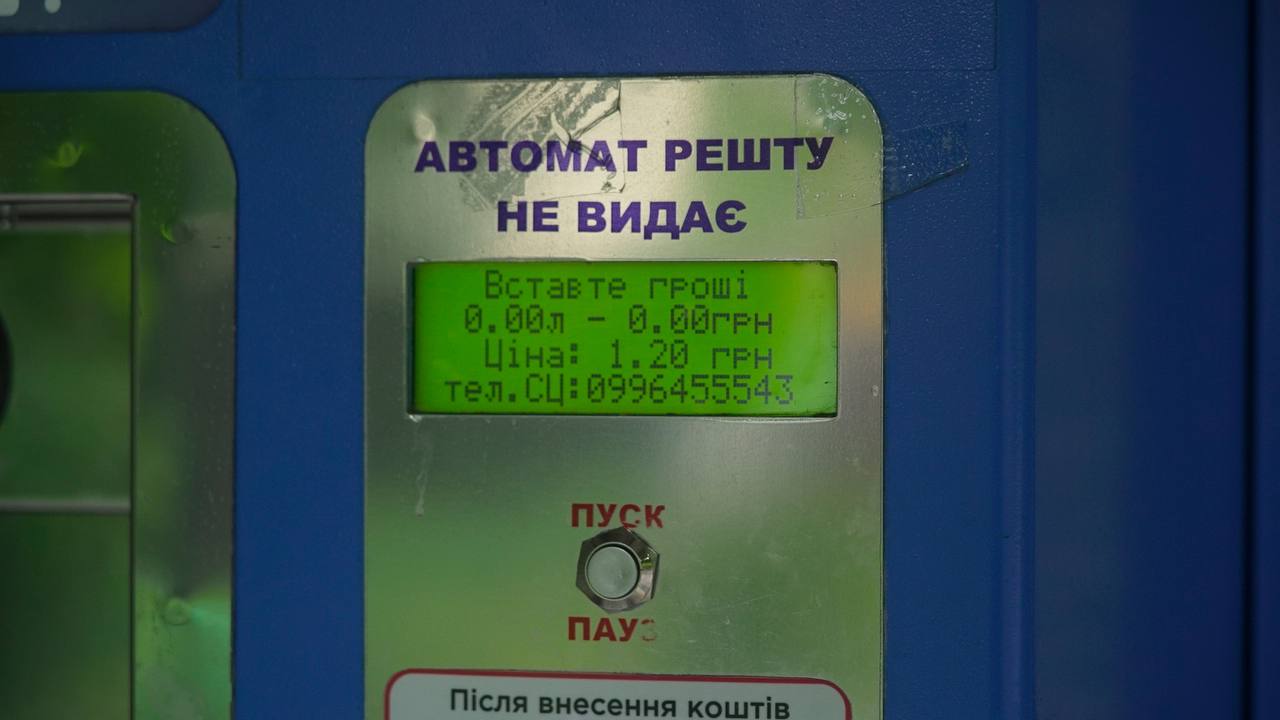 АВТОМАТ РЕШТУ
НЕ ВИДАЄ
Вставте гроші
0.00л - 0.00грн
Ціна: 1.20 грн
тел.СЦ:0996455543
ПУСК
ПАУЗ
Після внесення коштів